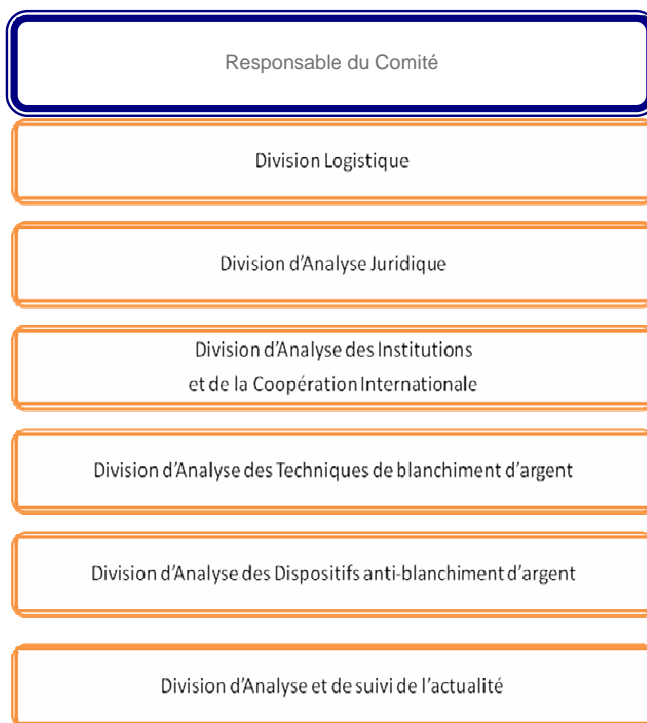 Responsable du Comité
Division Logistique
Division d'Analyse Juridique
Division d'Analyse des Institutions
et de la Coopération Internationale
Division d'Analyse des Techniques de blanchiment d'argent
Division d'Analyse des Dispositifs anti-blanchiment d'argent
Division d'Analyse et de suivi de l'actualité